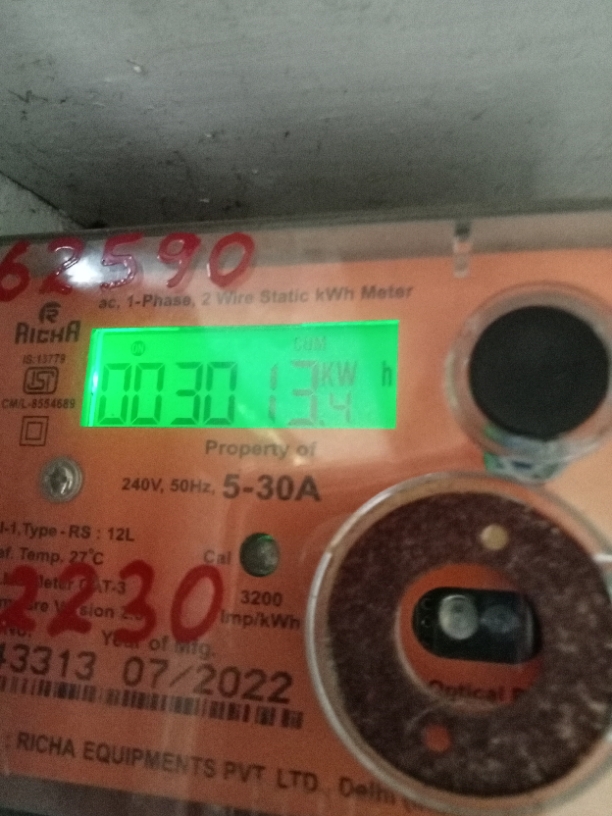 62590
ac, 1-Phase, 2 Wire Static kWh Meter
RICHA
IS:13779
CM/L-8554689
CUM
003013.4 KW h
Property of
240V, 50Hz, 5-30A
Type-RS : 12L
Temp, 27°C
Cal
3200
Imp/kWh
2230
Year of Mfg.
43313 07/2022
Optical
: RICHA EQUIPMENTS PVT LTD., Delhi